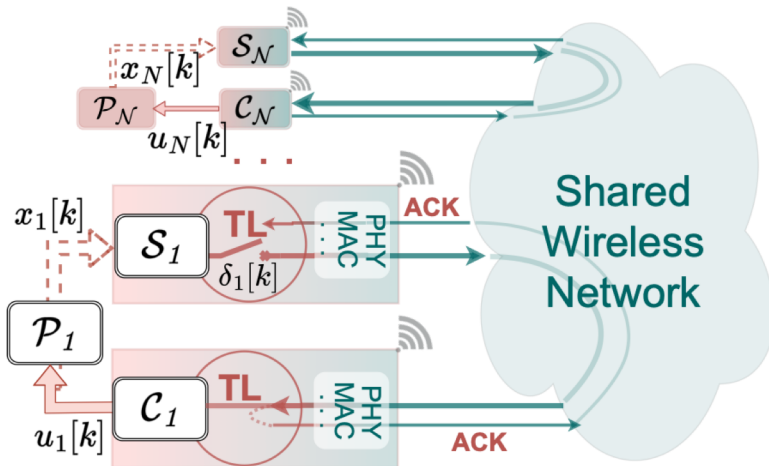 S_N
x_N[k]
P_N
C_N
u_N[k]
. . .
x_1[k]
S_1
TL
δ_1[k]
PHY
MAC
. . .
ACK
Shared
Wireless
Network
P_1
C_1
u_1[k]
TL
PHY
MAC
. . .
ACK